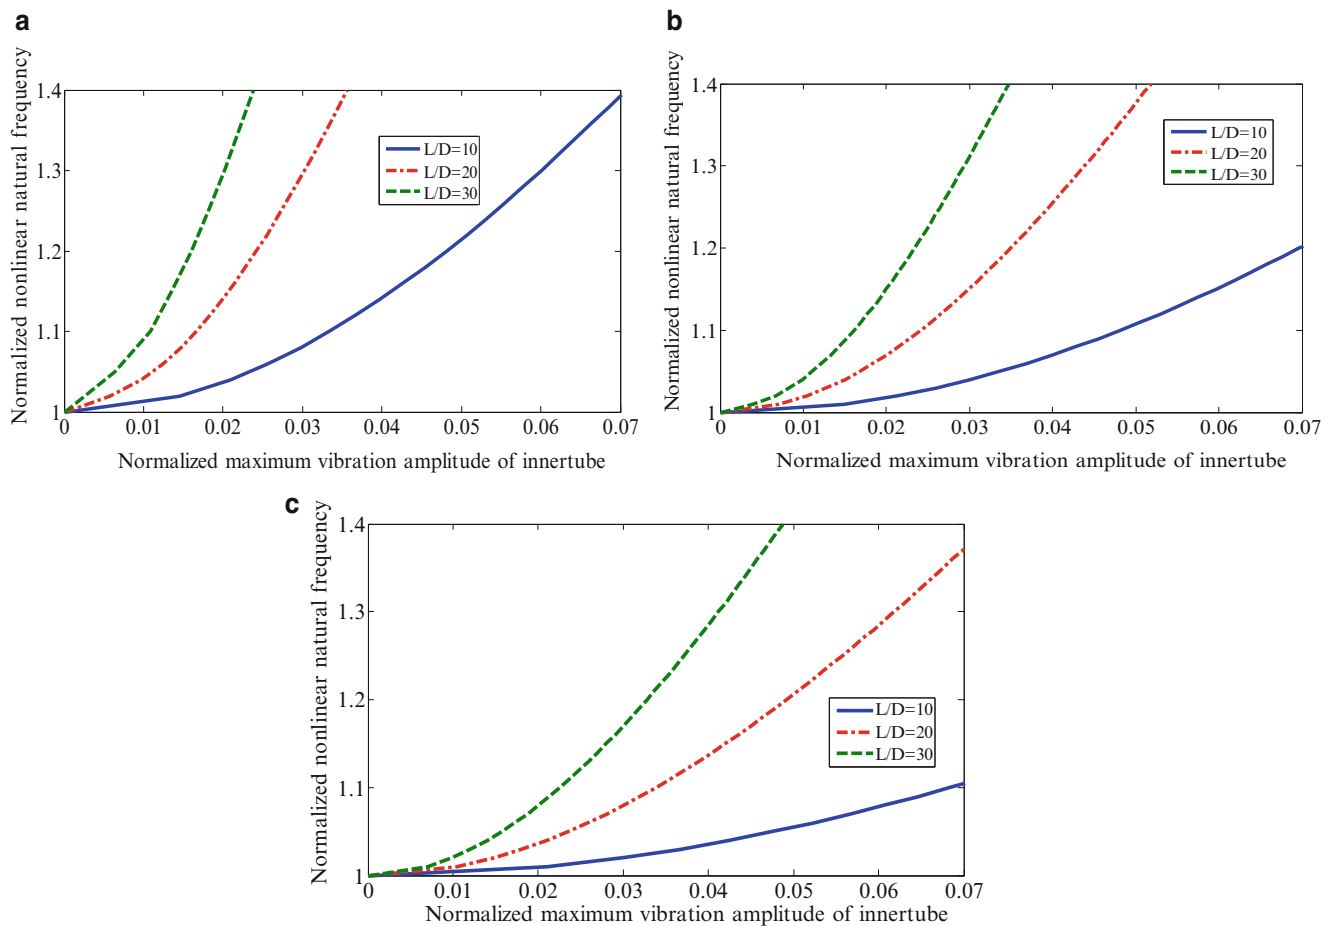 a
Normalized nonlinear natural frequency
1.4
1.3
1.2
1.1
1
0 0.01 0.02 0.03 0.04 0.05 0.06 0.07
Normalized maximum vibration amplitude of innertube
L/D=10
L/D=20
L/D=30
b
Normalized nonlinear natural frequency
1.4
1.3
1.2
1.1
1
0 0.01 0.02 0.03 0.04 0.05 0.06 0.07
Normalized maximum vibration amplitude of innertube
L/D=10
L/D=20
L/D=30
c
Normalized nonlinear natural frequency
1.4
1.3
1.2
1.1
1
0 0.01 0.02 0.03 0.04 0.05 0.06 0.07
Normalized maximum vibration amplitude of innertube
L/D=10
L/D=20
L/D=30